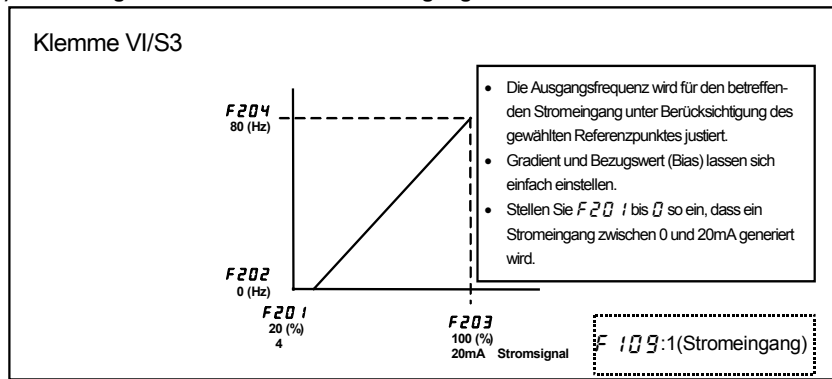 Klemme VI/S3
F204
80 (Hz)
F202
0 (Hz)
F201
20 (%)
4
F203
100 (%)
20mA Stromsignal
• Die Ausgangsfrequenz wird für den betreffen-
den Stromeingang unter Berücksichtigung des
gewählten Referenzpunktes justiert.
• Gradient und Bezugswert (Bias) lassen sich
einfach einstellen.
• Stellen Sie F201 bis 0 so ein, dass ein
Stromeingang zwischen 0 und 20mA generiert
wird.
F109:1(Stromeingang)